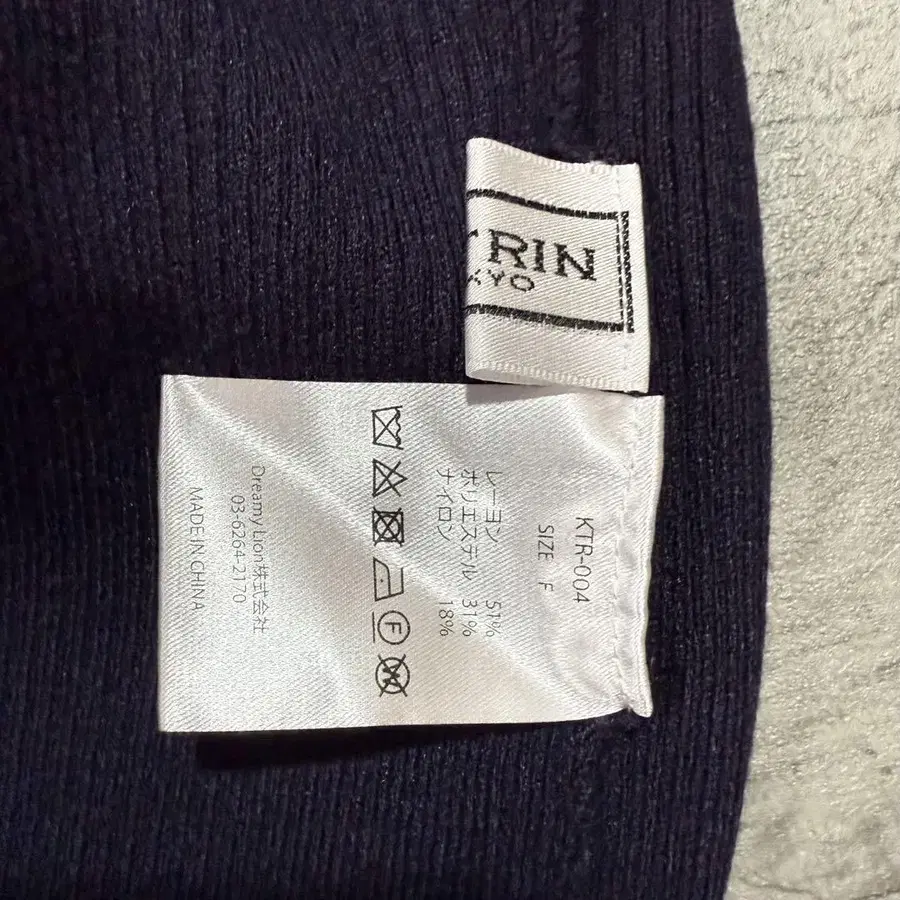 RIN
KYO
KTR-004
SIZE F
レーヨン 51%
ポリエステル 31%
ナイロン 18%
Dreamy Lion株式会社
03-6264-2170
MADE IN CHINA